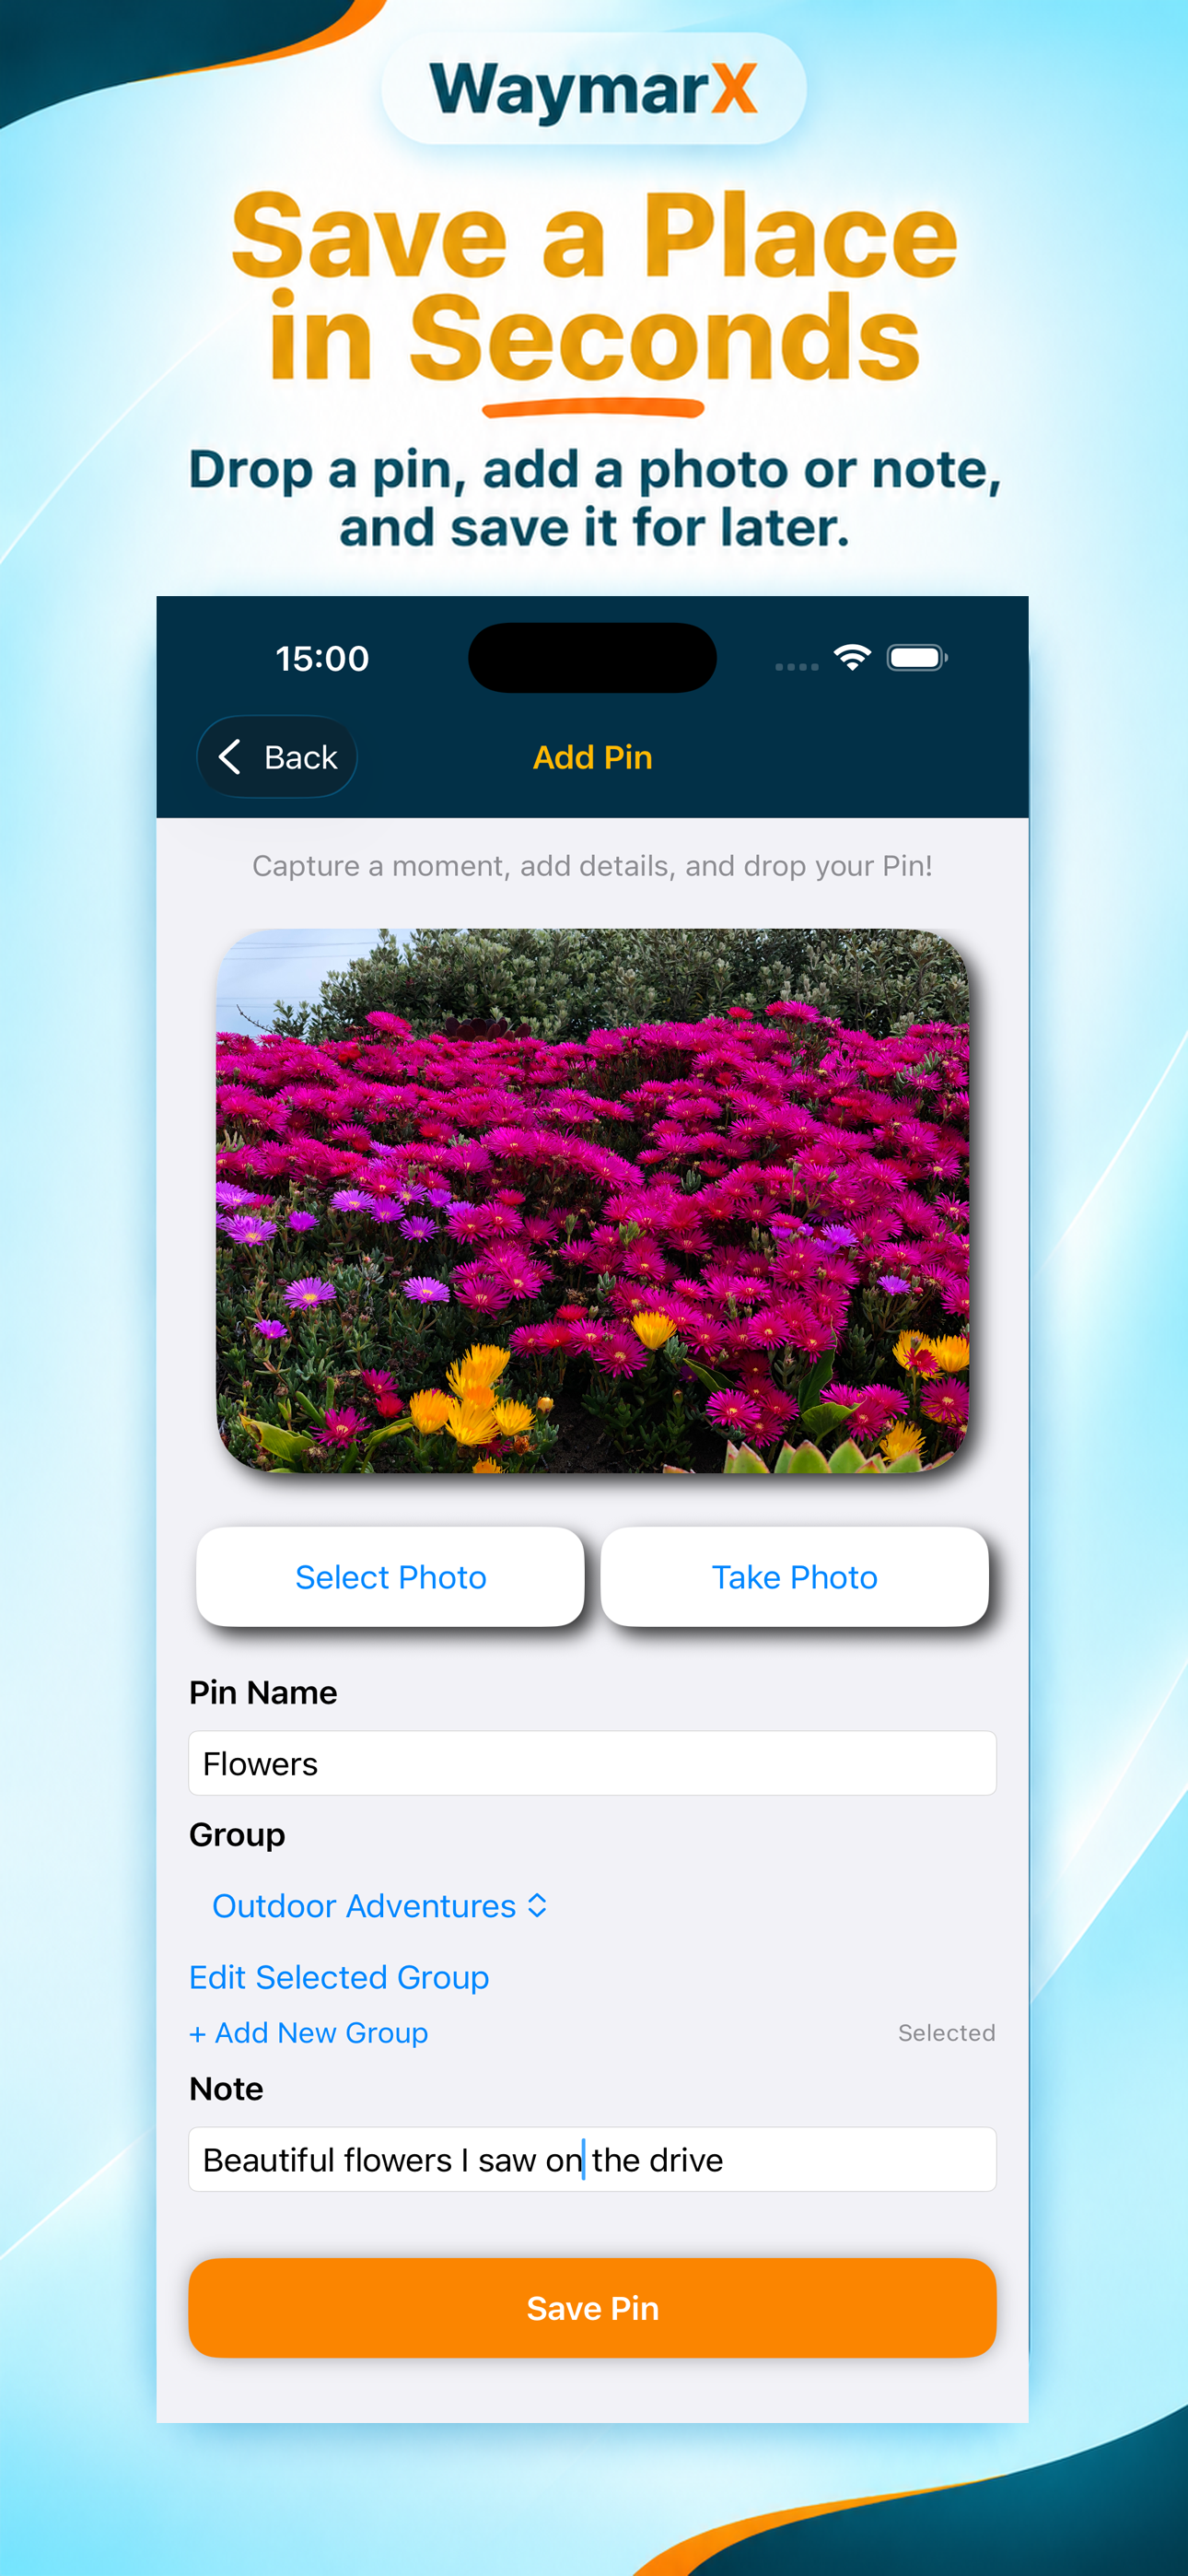 WaymarX
Save a Place
in Seconds
Drop a pin, add a photo or note,
and save it for later.
15:00
Back
Add Pin
Capture a moment, add details, and drop your Pin!
Select Photo
Take Photo
Pin Name
Flowers
Group
Outdoor Adventures
Edit Selected Group
+ Add New Group
Selected
Note
Beautiful flowers I saw on the drive
Save Pin